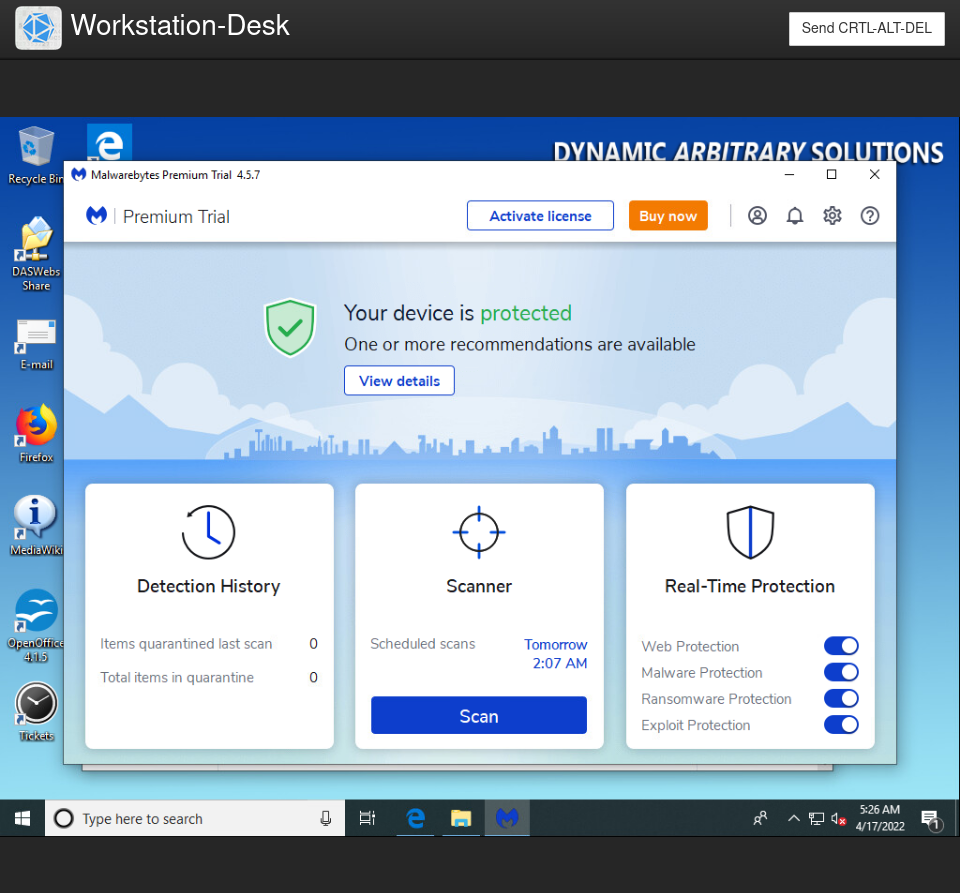 Workstation-Desk
Send CRTL-ALT-DEL
DYNAMIC ARBITRARY SOLUTIONS
Recycle Bin
DASWebs
Share
E-mail
Firefox
MediaWiki
OpenOffice
4.1.5
Tickets
Malwarebytes Premium Trial 4.5.7
Premium Trial
Activate license
Buy now
Your device is protected
One or more recommendations are available
View details
Detection History
Items quarantined last scan 0
Total items in quarantine 0
Scanner
Scheduled scans Tomorrow
2:07 AM
Scan
Real-Time Protection
Web Protection
Malware Protection
Ransomware Protection
Exploit Protection
Type here to search
5:26 AM
4/17/2022
1